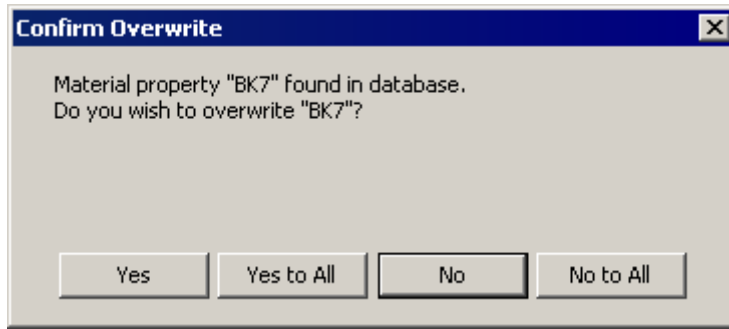 Confirm Overwrite
Material property "BK7" found in database.
Do you wish to overwrite "BK7"?
Yes
Yes to All
No
No to All